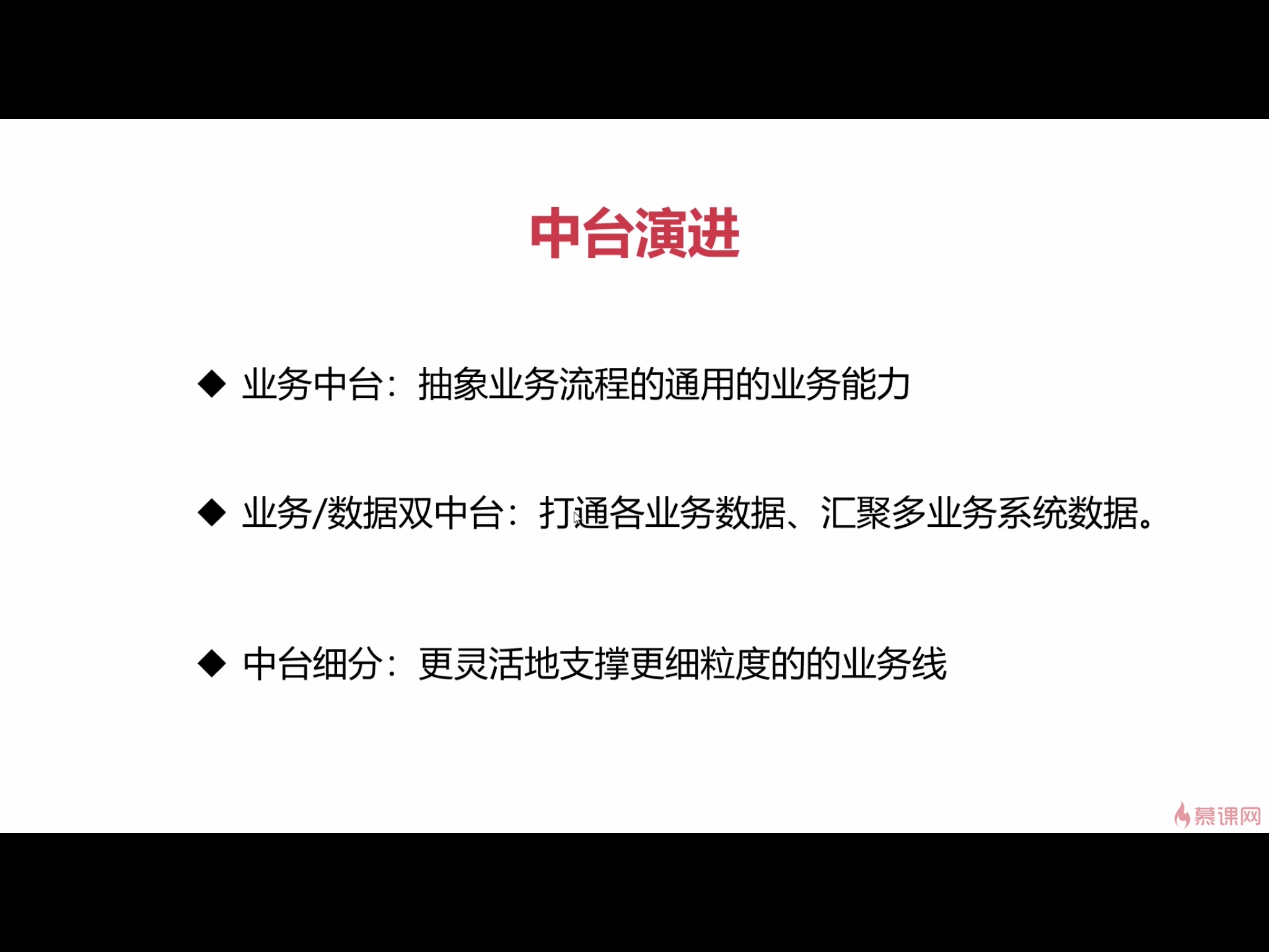 中台演进
◆ 业务中台：抽象业务流程的通用的业务能力
◆ 业务/数据双中台：打通各业务数据、汇聚多业务系统数据。
◆ 中台细分：更灵活地支撑更细粒度的的业务线
慕课网